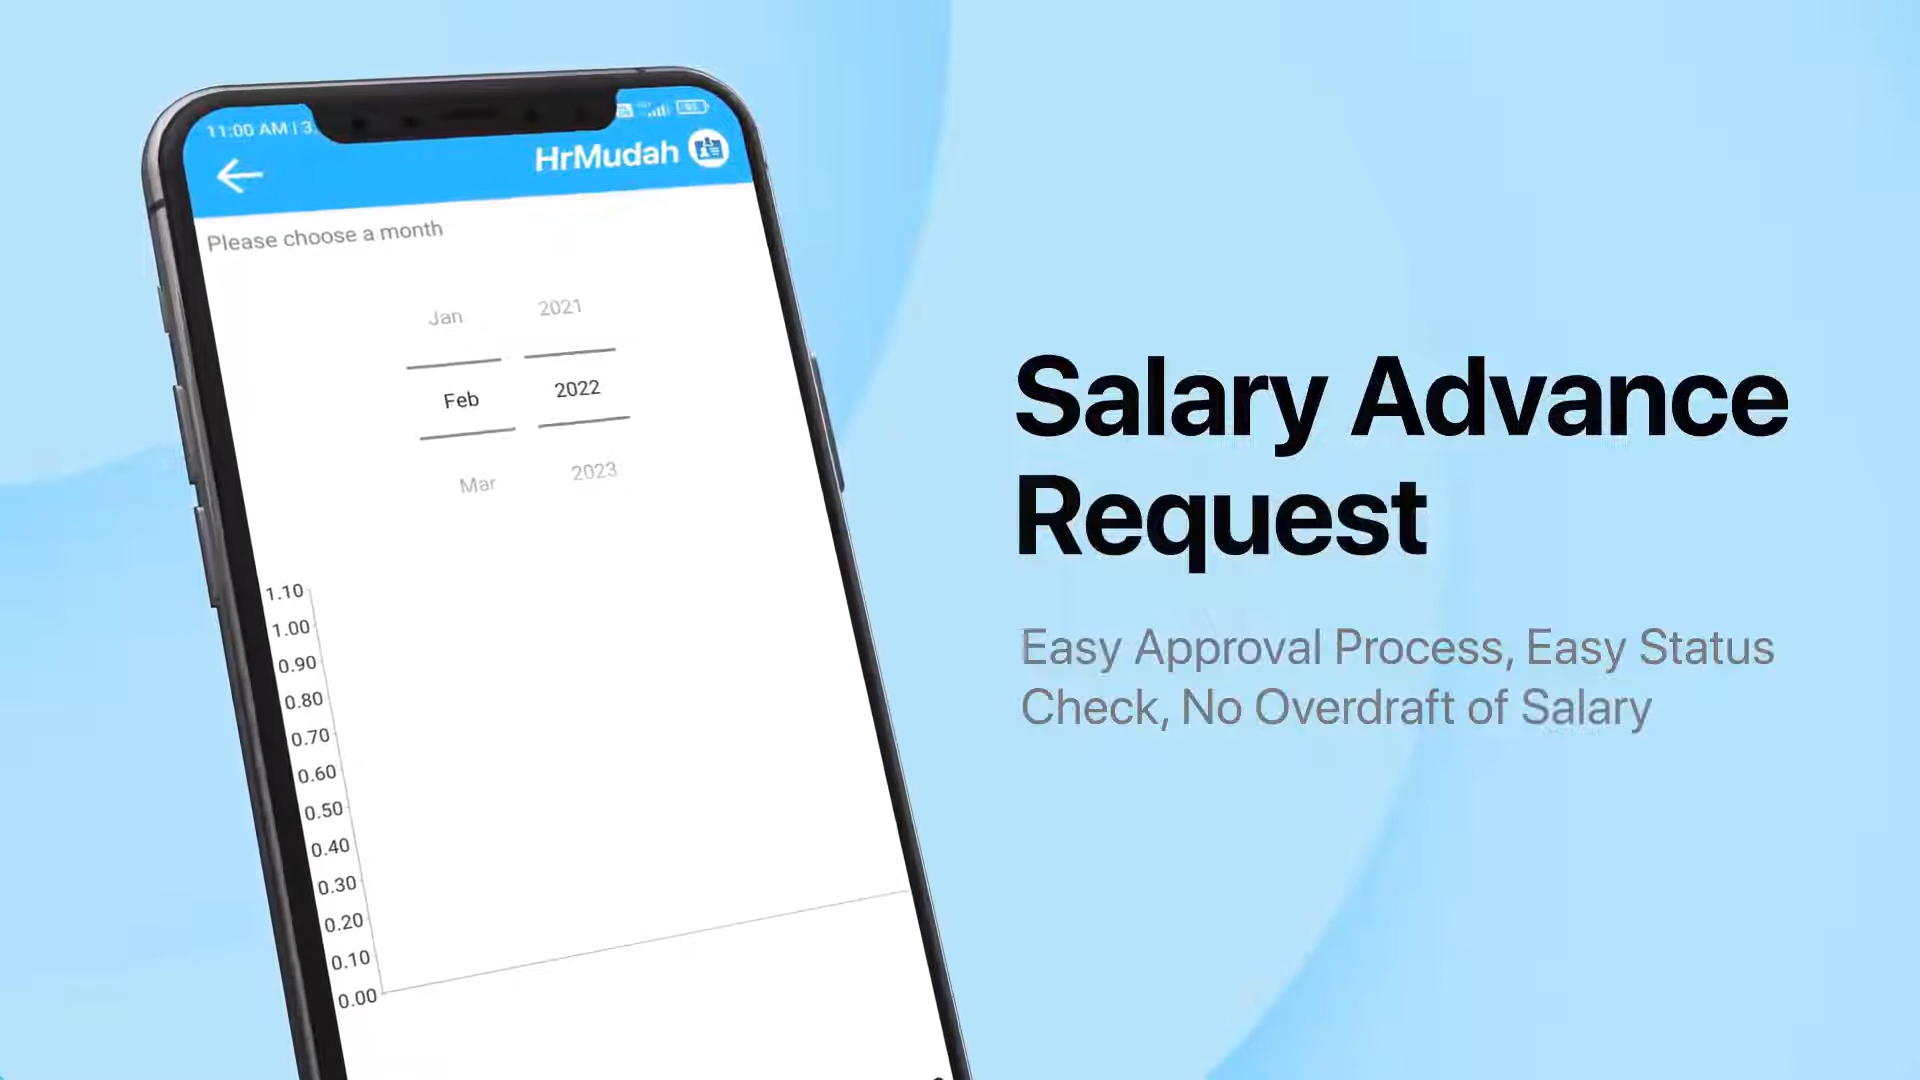 11:00 AM | 3.
HrMudah
Please choose a month
Jan 2021
Feb 2022
Mar 2023
1.10
1.00
0.90
0.80
0.70
0.60
0.50
0.40
0.30
0.20
0.10
0.00
Salary Advance
Request
Easy Approval Process, Easy Status
Check, No Overdraft of Salary